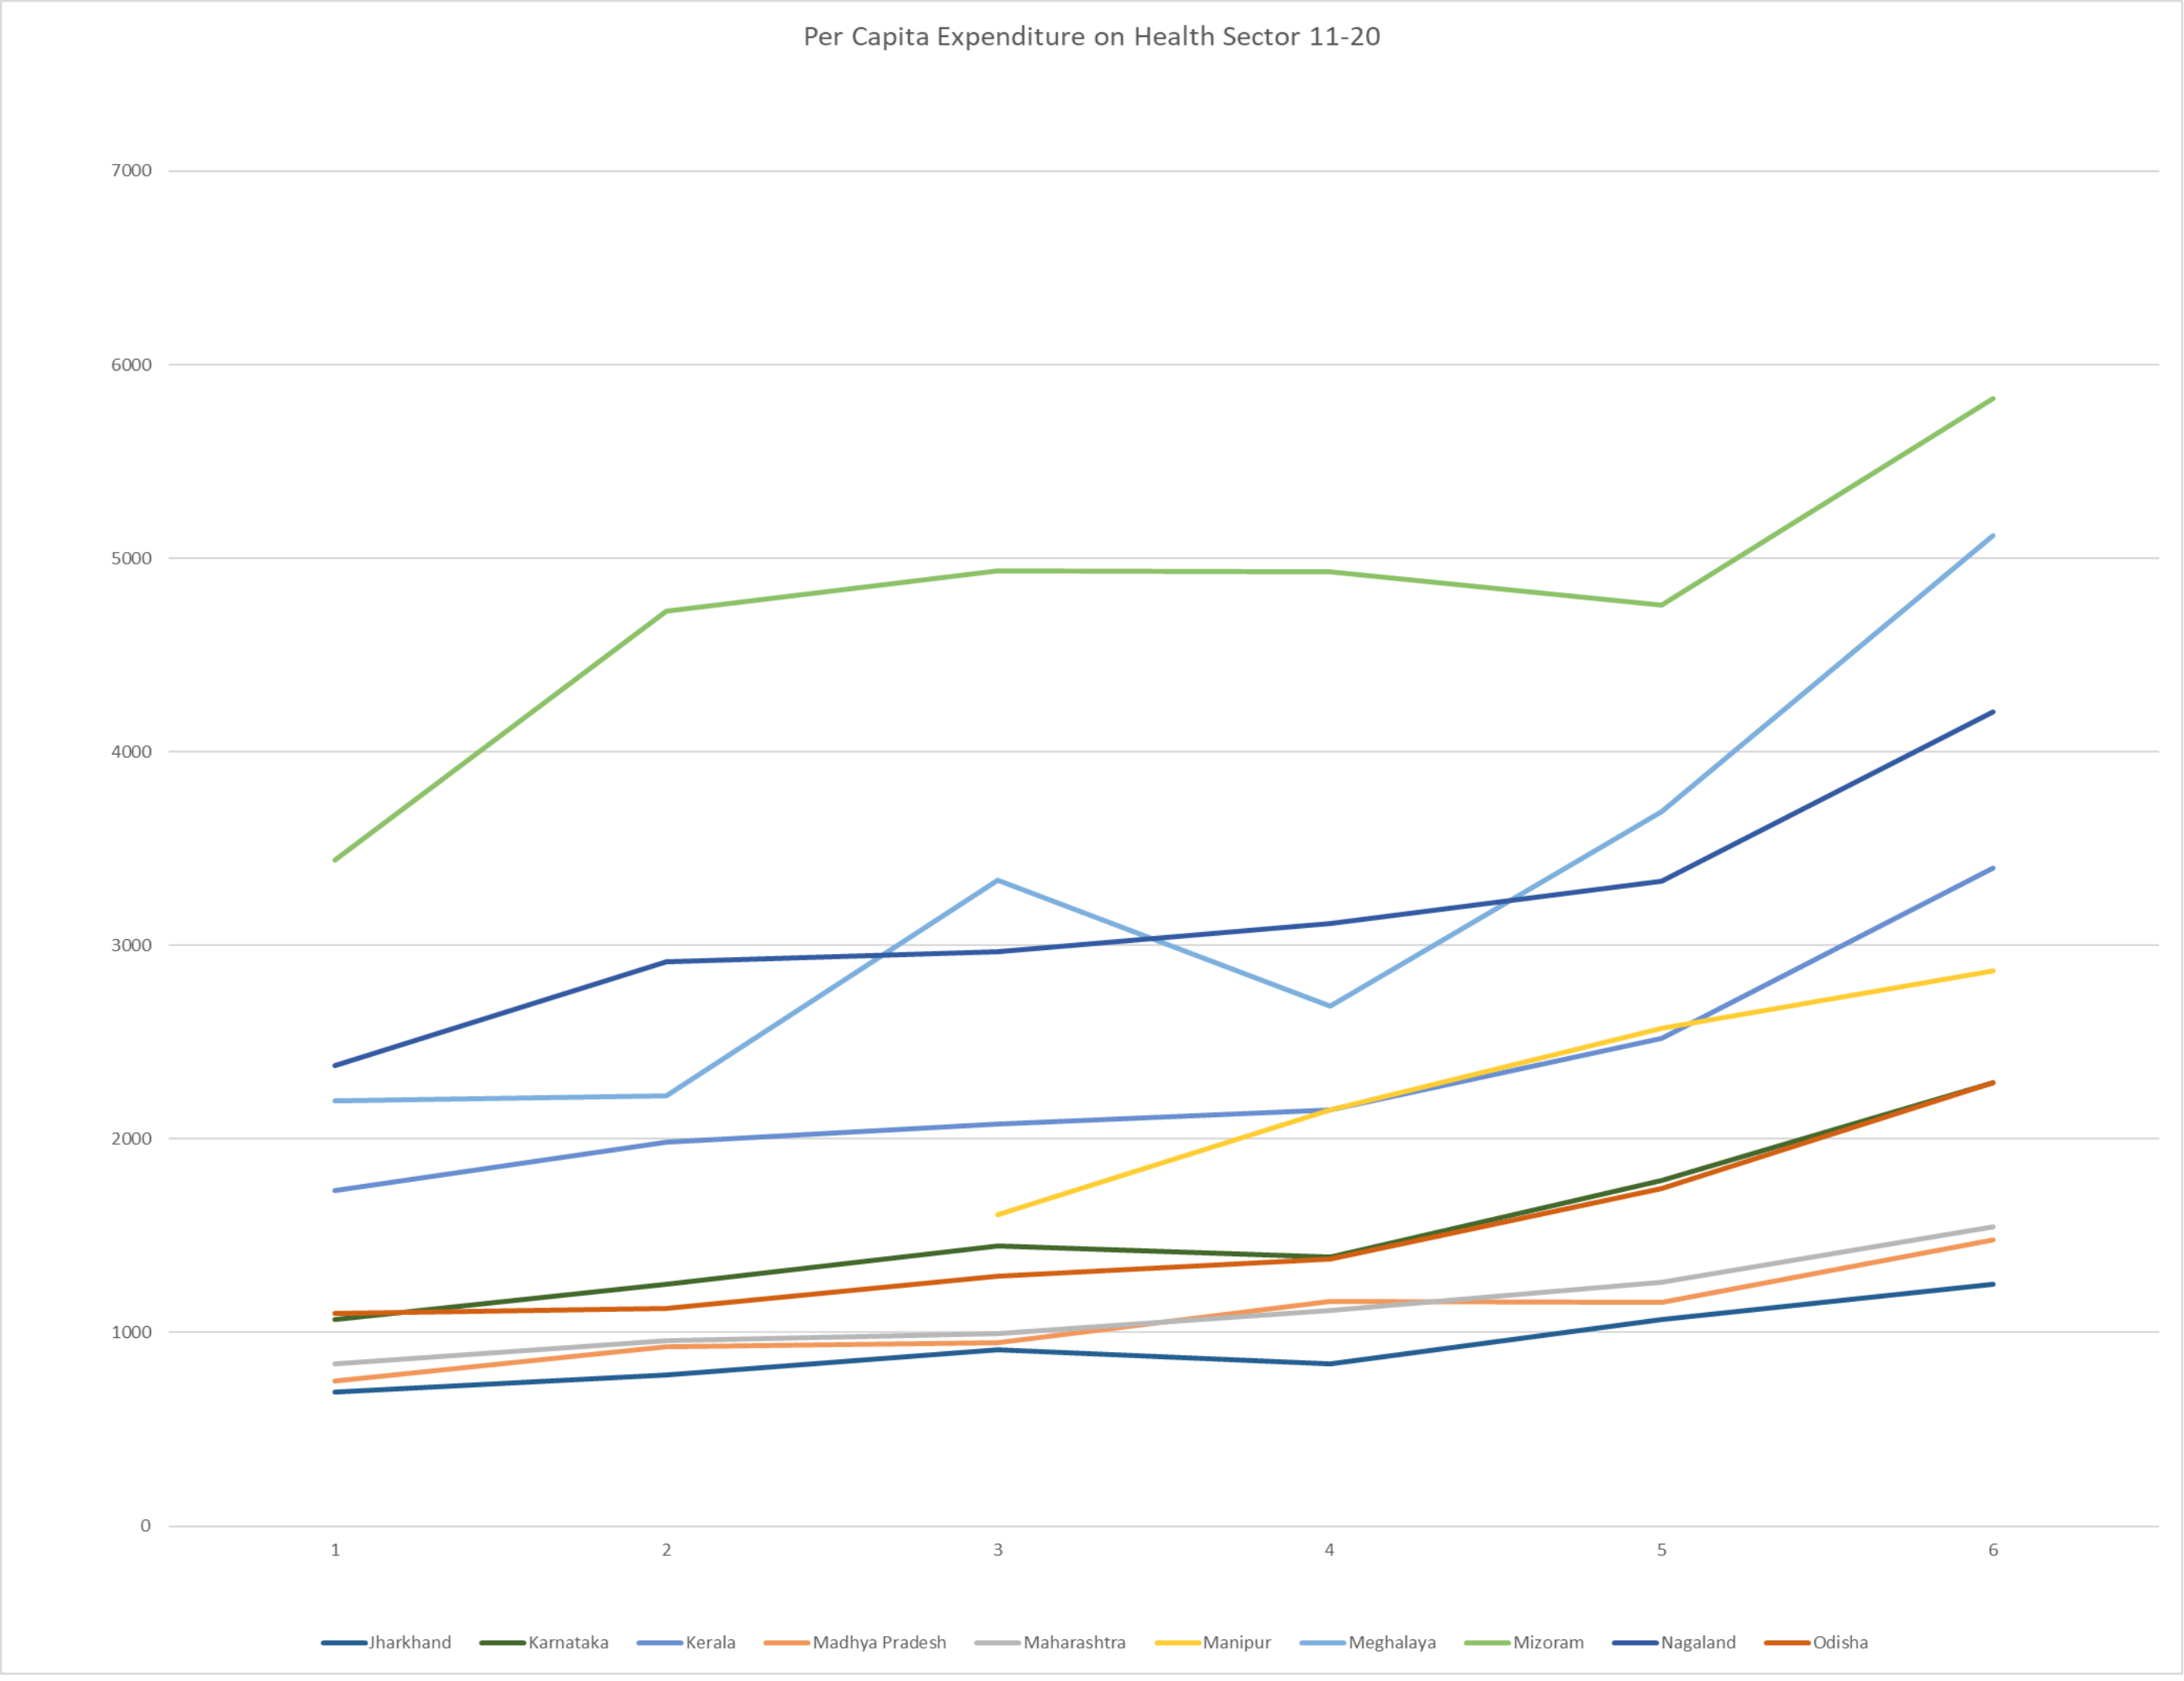 Per Capita Expenditure on Health Sector 11-20
7000
6000
5000
4000
3000
2000
1000
0
1 2 3 4 5 6
Jharkhand Karnataka Kerala Madhya Pradesh Maharashtra Manipur Meghalaya Mizoram Nagaland Odisha